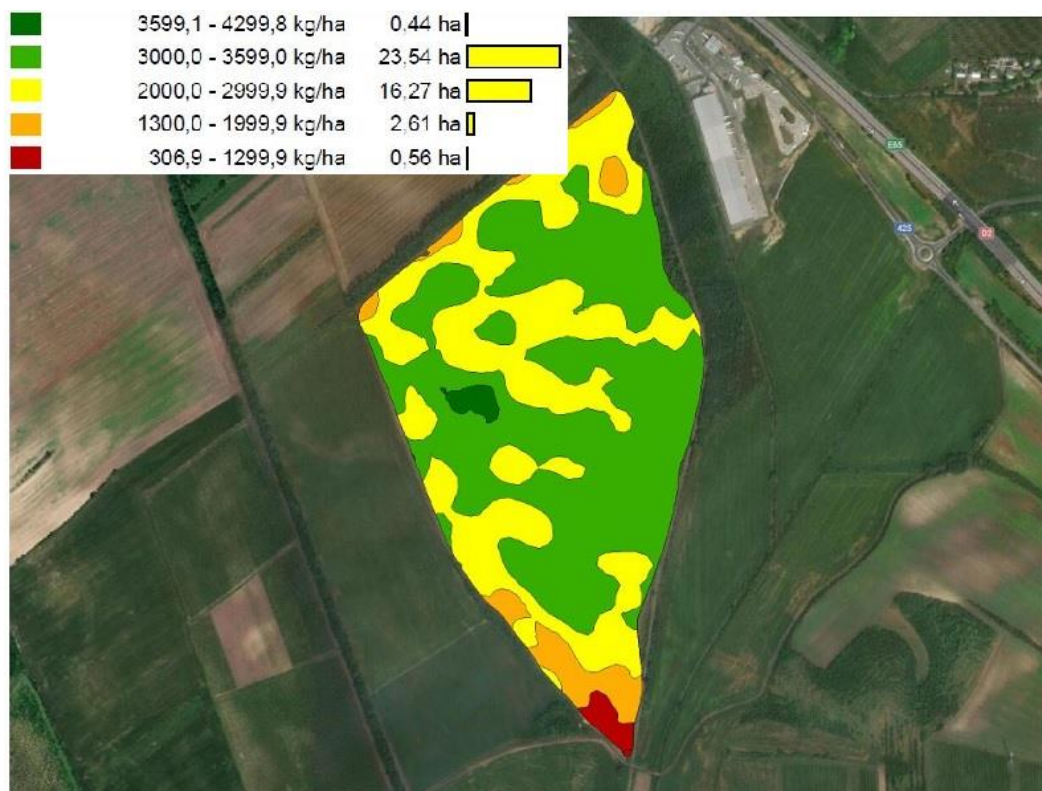 3599,1 - 4299,8 kg/ha 0,44 ha
3000,0 - 3599,0 kg/ha 23,54 ha
2000,0 - 2999,9 kg/ha 16,27 ha
1300,0 - 1999,9 kg/ha 2,61 ha
306,9 - 1299,9 kg/ha 0,56 ha
E65
425
D2